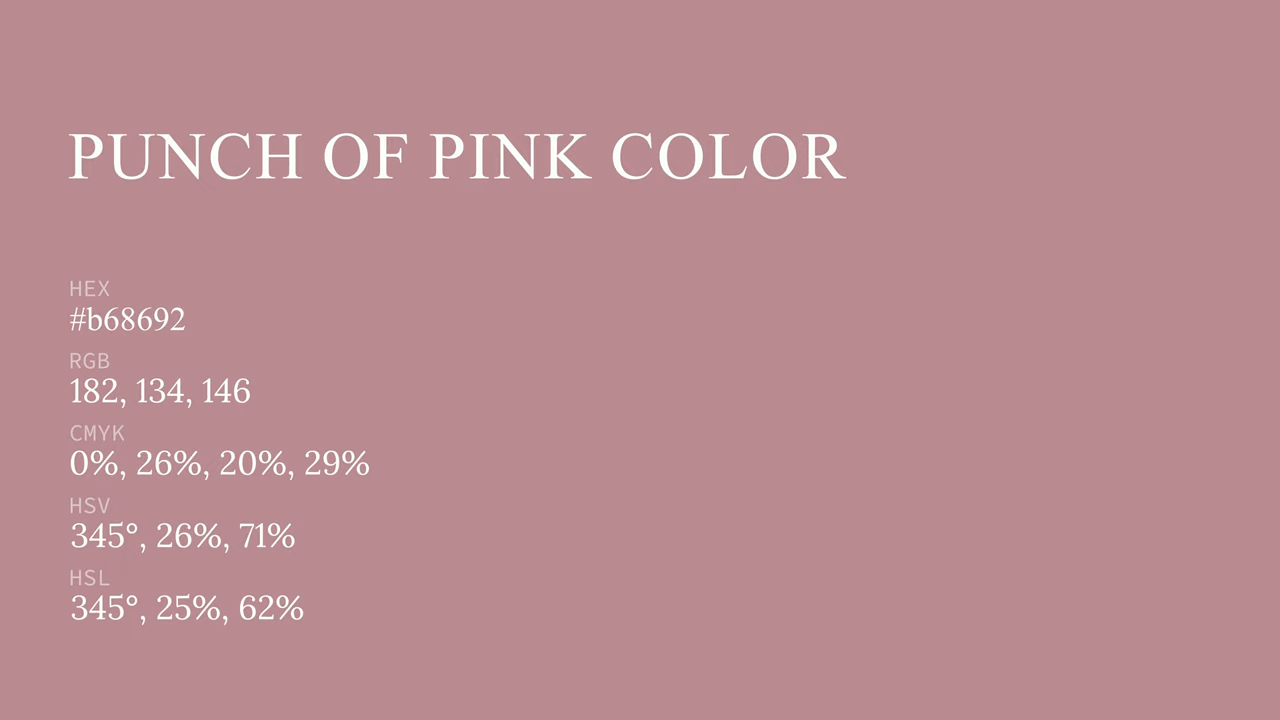 PUNCH OF PINK COLOR
HEX
#b68692
RGB
182, 134, 146
CMYK
0%, 26%, 20%, 29%
HSV
345°, 26%, 71%
HSL
345°, 25%, 62%